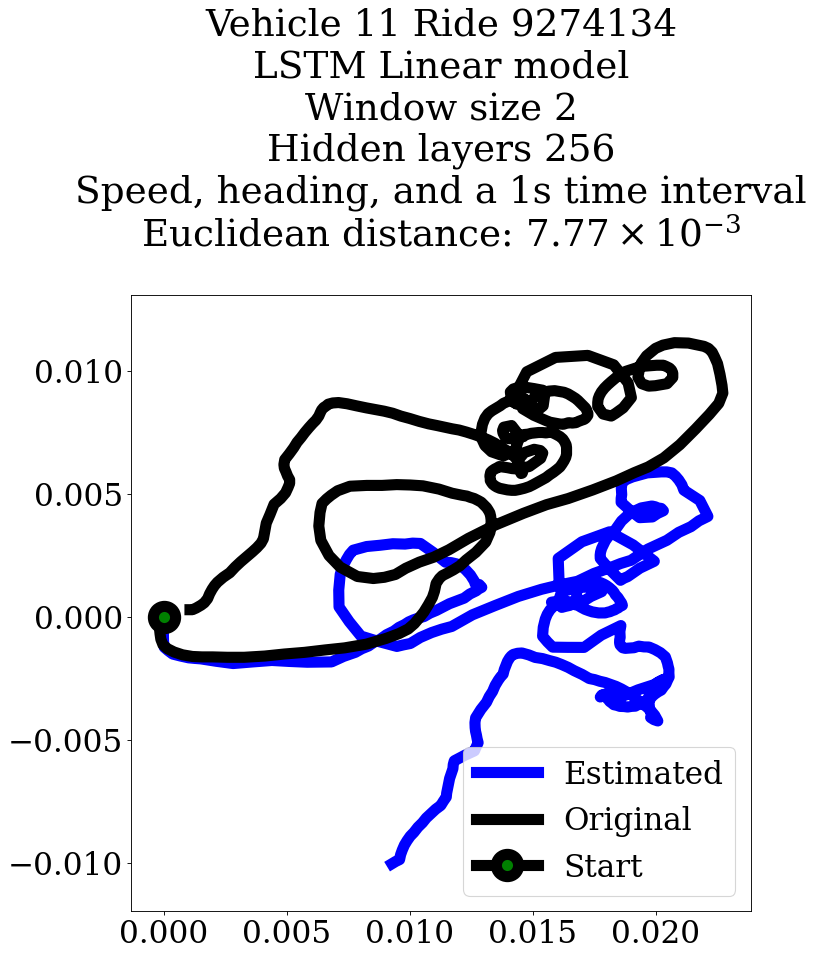 Vehicle 11 Ride 9274134
LSTM Linear model
Window size 2
Hidden layers 256
Speed, heading, and a 1s time interval
Euclidean distance: 7.77 × 10⁻³
0.010
0.005
0.000
−0.005
−0.010
Estimated
Original
Start
0.000 0.005 0.010 0.015 0.020